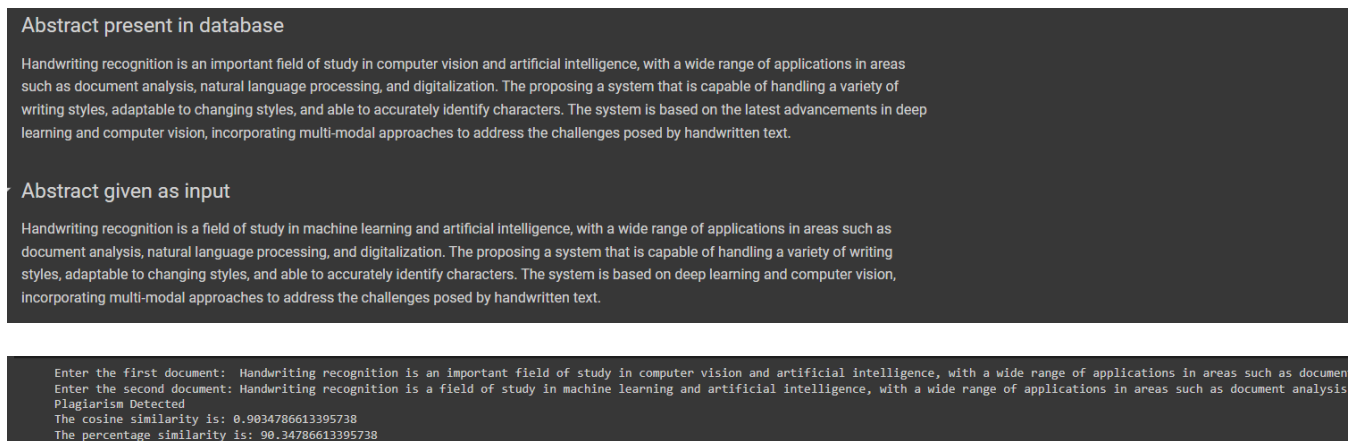 Abstract present in database
Handwriting recognition is an important field of study in computer vision and artificial intelligence, with a wide range of applications in areas
such as document analysis, natural language processing, and digitalization. The proposing a system that is capable of handling a variety of
writing styles, adaptable to changing styles, and able to accurately identify characters. The system is based on the latest advancements in deep
learning and computer vision, incorporating multi-modal approaches to address the challenges posed by handwritten text.
Abstract given as input
Handwriting recognition is a field of study in machine learning and artificial intelligence, with a wide range of applications in areas such as
document analysis, natural language processing, and digitalization. The proposing a system that is capable of handling a variety of writing
styles, adaptable to changing styles, and able to accurately identify characters. The system is based on deep learning and computer vision,
incorporating multi-modal approaches to address the challenges posed by handwritten text.
Enter the first document: Handwriting recognition is an important field of study in computer vision and artificial intelligence, with a wide range of applications in areas such as document
Enter the second document: Handwriting recognition is a field of study in machine learning and artificial intelligence, with a wide range of applications in areas such as document analysis
Plagiarism Detected
The cosine similarity is: 0.9034786613395738
The percentage similarity is: 90.34786613395738